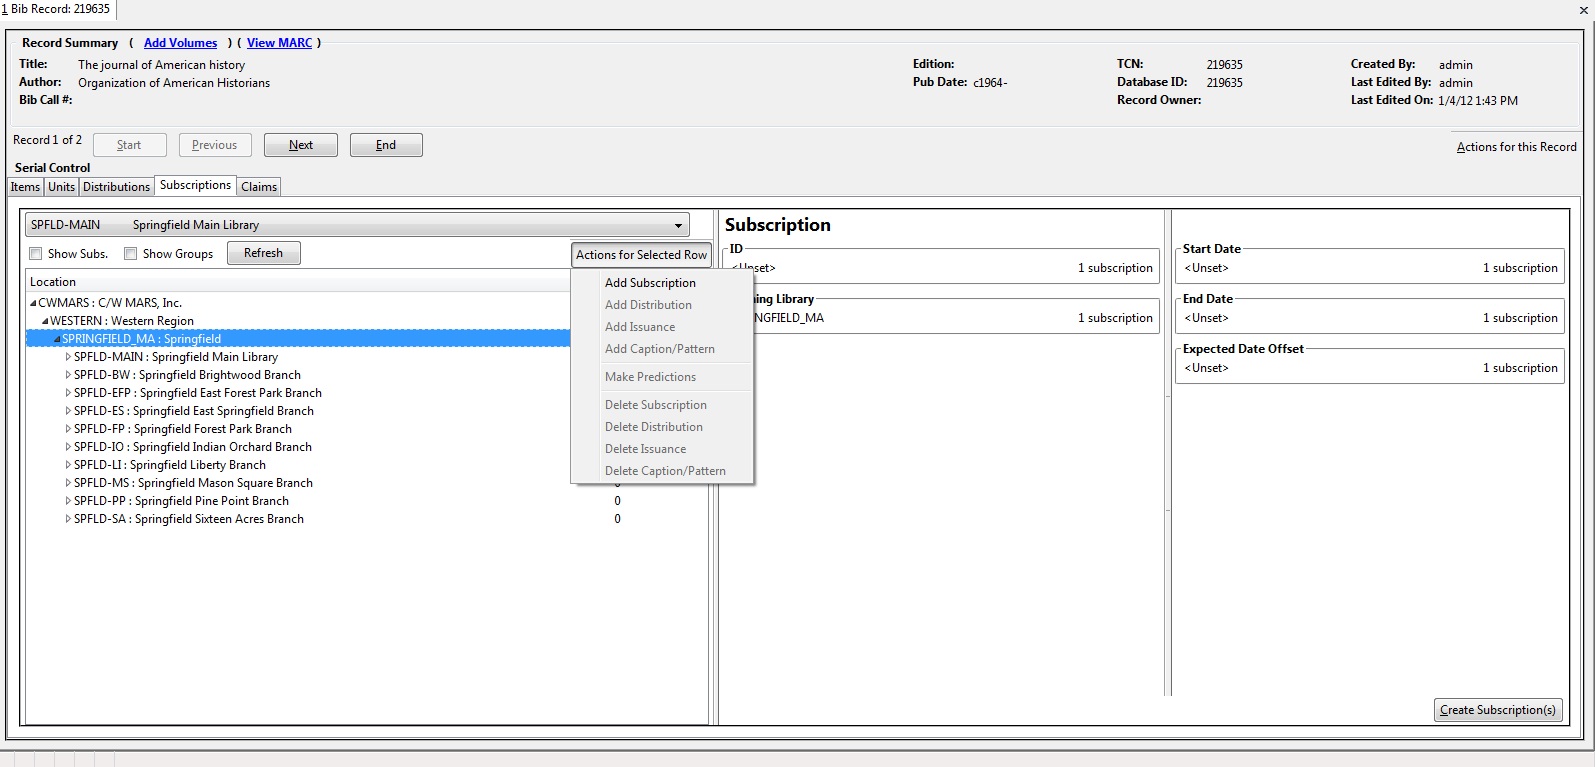 1 Bib Record: 219635
Record Summary ( Add Volumes ) ( View MARC )
Title: The journal of American history Edition: TCN: 219635 Created By: admin
Author: Organization of American Historians Pub Date: c1964- Database ID: 219635 Last Edited By: admin
Bib Call #: Record Owner: Last Edited On: 1/4/12 1:43 PM
Record 1 of 2 Start Previous Next End Actions for this Record
Serial Control
Items Units Distributions Subscriptions Claims
SPFLD-MAIN Springfield Main Library
Show Subs. Show Groups Refresh Actions for Selected Row
Location
CWMARS : C/W MARS, Inc.
WESTERN : Western Region
SPRINGFIELD_MA : Springfield
SPFLD-MAIN : Springfield Main Library
SPFLD-BW : Springfield Brightwood Branch
SPFLD-EFP : Springfield East Forest Park Branch
SPFLD-ES : Springfield East Springfield Branch
SPFLD-FP : Springfield Forest Park Branch
SPFLD-IO : Springfield Indian Orchard Branch
SPFLD-LI : Springfield Liberty Branch
SPFLD-MS : Springfield Mason Square Branch
SPFLD-PP : Springfield Pine Point Branch 0
SPFLD-SA : Springfield Sixteen Acres Branch 0
Add Subscription
Add Distribution
Add Issuance
Add Caption/Pattern
Make Predictions
Delete Subscription
Delete Distribution
Delete Issuance
Delete Caption/Pattern
Subscription
ID
<Unset> 1 subscription
Library
1 subscription
Start Date
<Unset> 1 subscription
End Date
<Unset> 1 subscription
Expected Date Offset
<Unset> 1 subscription
Create Subscription(s)